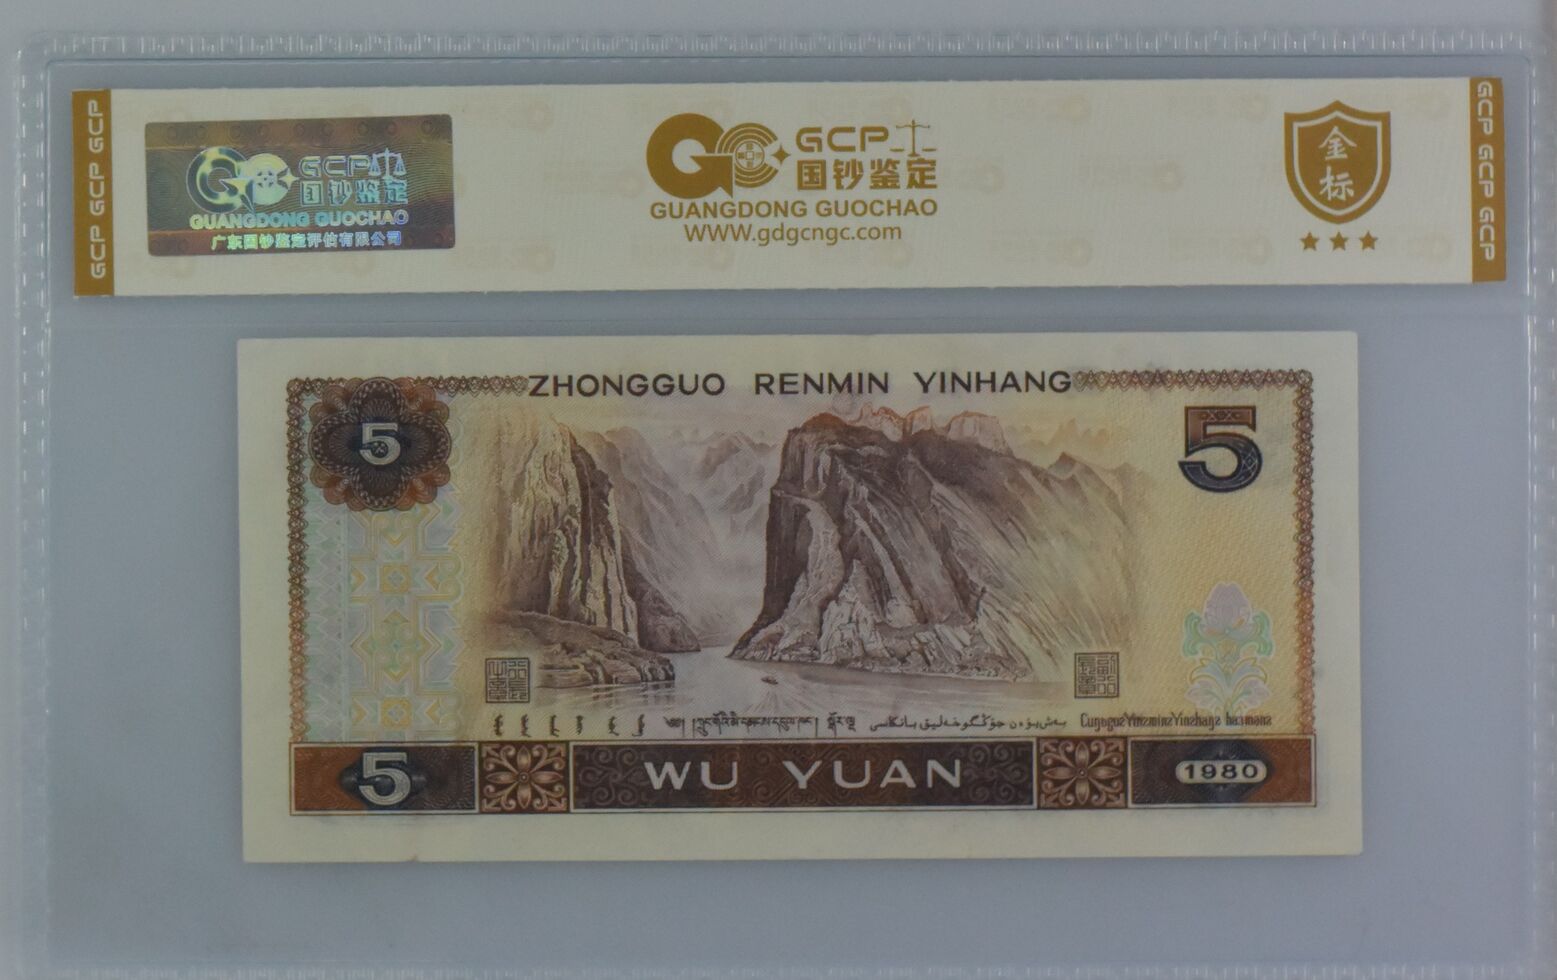 GCP GCP GCP
GCP
国钞鉴定
GUANGDONG GUOCHAO
广东国钞鉴定评估有限公司
GCP
国钞鉴定
GUANGDONG GUOCHAO
WWW.gdgcngc.com
金
标
GCP GCP GCP
ZHONGGUO RENMIN YINHANG
5
5
5
WU YUAN
1980